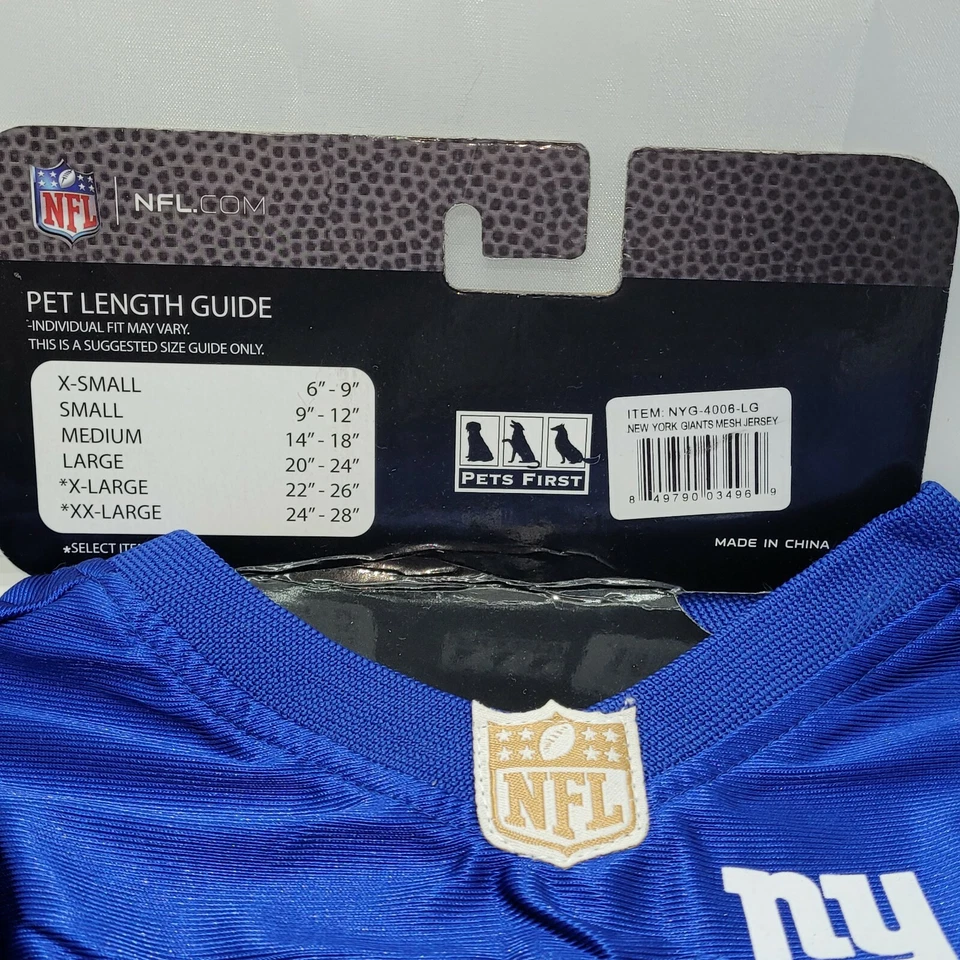 NFL
NFL.COM
PET LENGTH GUIDE
-INDIVIDUAL FIT MAY VARY.
THIS IS A SUGGESTED SIZE GUIDE ONLY.
X-SMALL 6" - 9"
SMALL 9" - 12"
MEDIUM 14" - 18"
LARGE 20" - 24"
*X-LARGE 22" - 26"
*XX-LARGE 24" - 28"
*SELECT
PETS FIRST
ITEM: NYG-4006-LG
NEW YORK GIANTS MESH JERSEY
8 49790 03496 9
MADE IN CHINA
NFL
ny